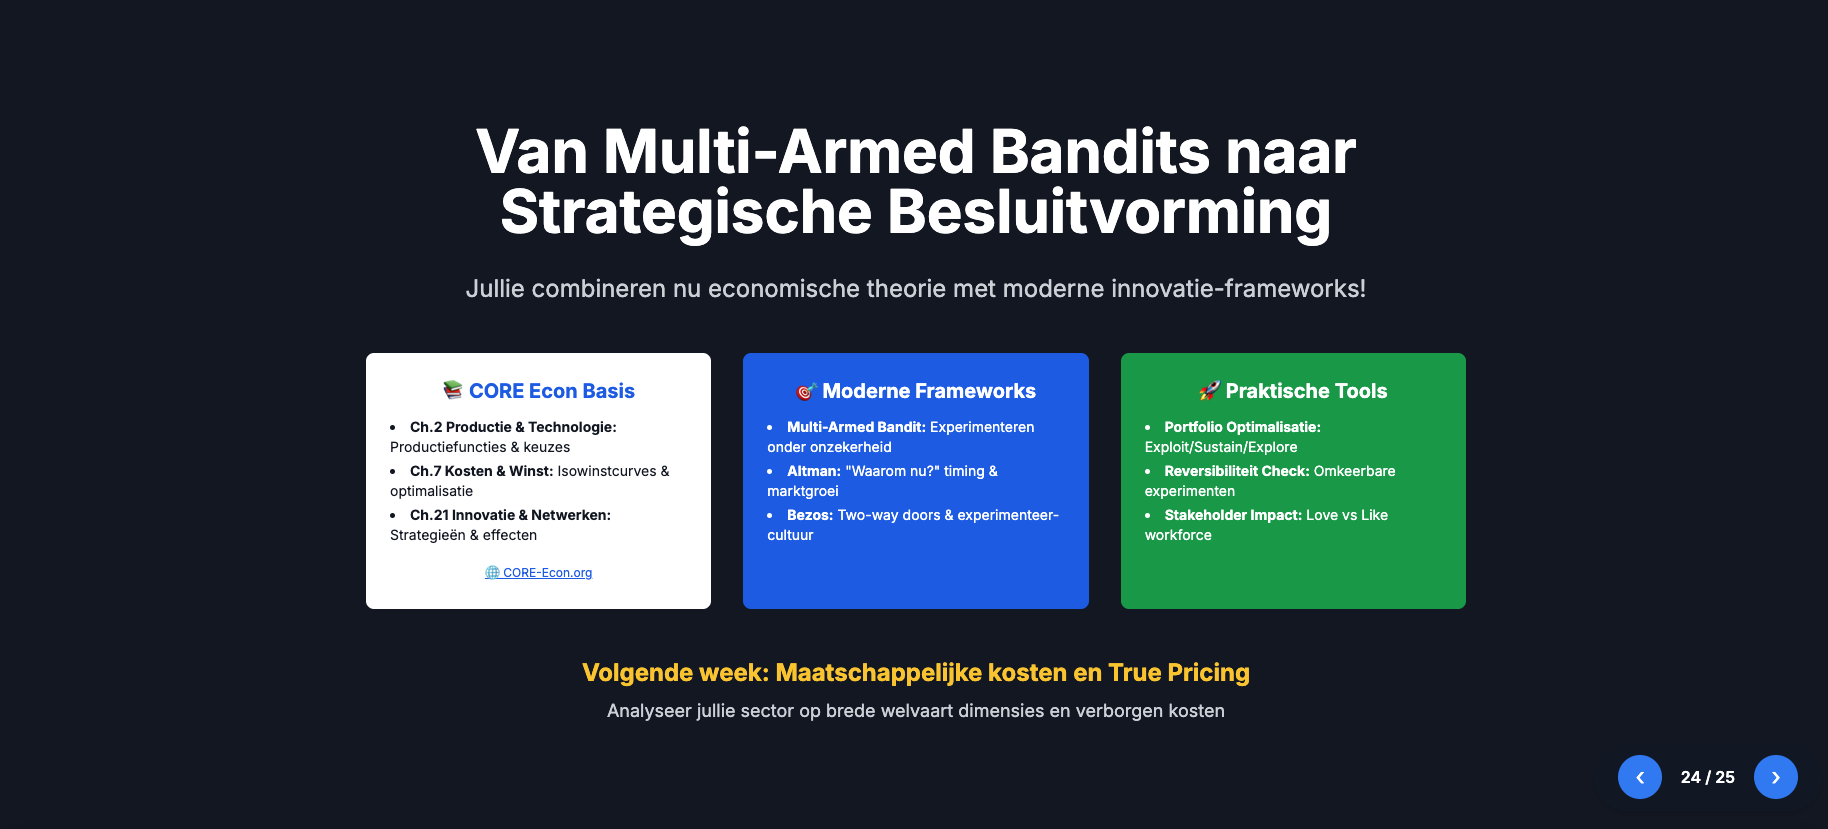 Van Multi-Armed Bandits naar
Strategische Besluitvorming
Jullie combineren nu economische theorie met moderne innovatie-frameworks!
📚 CORE Econ Basis
• Ch.2 Productie & Technologie:
Productiefuncties & keuzes
• Ch.7 Kosten & Winst: Isowinstcurves &
optimalisatie
• Ch.21 Innovatie & Netwerken:
Strategieën & effecten
🌐 CORE-Econ.org
🎯 Moderne Frameworks
• Multi-Armed Bandit: Experimenteren
onder onzekerheid
• Altman: "Waarom nu?" timing &
marktgroei
• Bezos: Two-way doors & experimenteer-
cultuur
🚀 Praktische Tools
• Portfolio Optimalisatie:
Exploit/Sustain/Explore
• Reversibiliteit Check: Omkeerbare
experimenten
• Stakeholder Impact: Love vs Like
workforce
Volgende week: Maatschappelijke kosten en True Pricing
Analyseer jullie sector op brede welvaart dimensies en verborgen kosten
‹ 24 / 25 ›